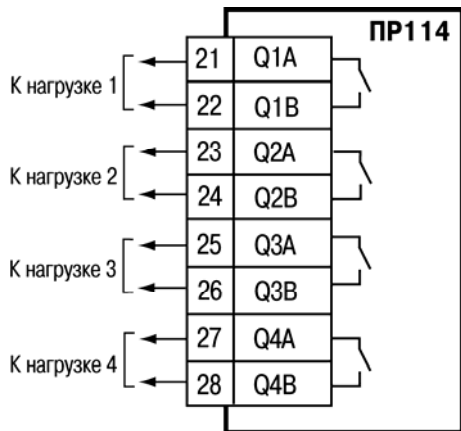 ПР114
21 Q1A
К нагрузке 1
22 Q1B
23 Q2A
К нагрузке 2
24 Q2B
25 Q3A
К нагрузке 3
26 Q3B
27 Q4A
К нагрузке 4
28 Q4B